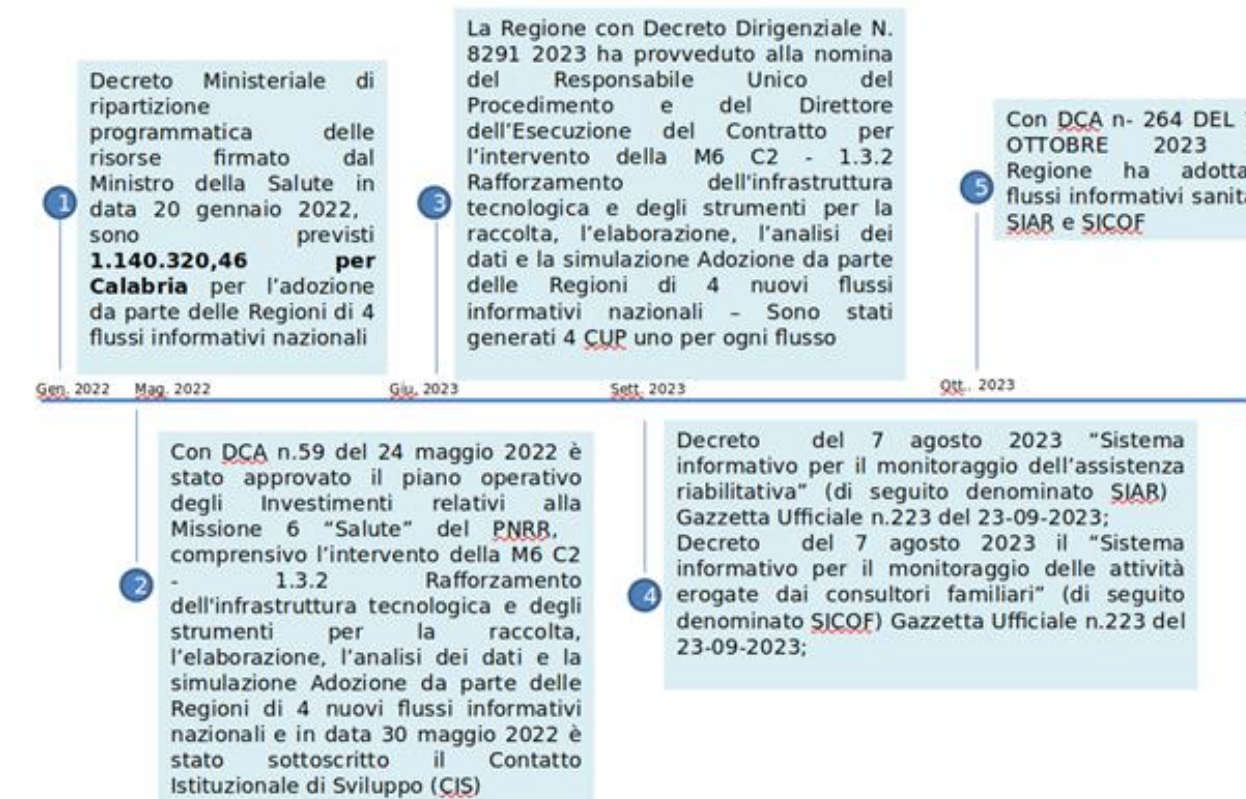 1
Decreto Ministeriale di
ripartizione
programmatica delle
risorse firmato dal
Ministro della Salute in
data 20 gennaio 2022,
sono previsti
1.140.320,46 per
Calabria per l’adozione
da parte delle Regioni di 4
flussi informativi nazionali
3
La Regione con Decreto Dirigenziale N.
8291 2023 ha provveduto alla nomina
del Responsabile Unico del
Procedimento e del Direttore
dell’Esecuzione del Contratto per
l’intervento della M6 C2 - 1.3.2
Rafforzamento dell'infrastruttura
tecnologica e degli strumenti per la
raccolta, l’elaborazione, l’analisi dei
dati e la simulazione Adozione da parte
delle Regioni di 4 nuovi flussi
informativi nazionali – Sono stati
generati 4 CUP uno per ogni flusso
5
Con DCA n- 264 DEL
OTTOBRE 2023
Regione ha
flussi informativi
SIAR e SICOF
Gen. 2022
Mag. 2022
Giu. 2023
Sett. 2023
Ott.. 2023
2
Con DCA n.59 del 24 maggio 2022 è
stato approvato il piano operativo
degli Investimenti relativi alla
Missione 6 “Salute” del PNRR,
comprensivo l’intervento della M6 C2
- 1.3.2 Rafforzamento
dell'infrastruttura tecnologica e degli
strumenti per la raccolta,
l’elaborazione, l’analisi dei dati e la
simulazione Adozione da parte delle
Regioni di 4 nuovi flussi informativi
nazionali e in data 30 maggio 2022 è
stato sottoscritto il Contatto
Istituzionale di Sviluppo (CIS)
4
Decreto del 7 agosto 2023 “Sistema
informativo per il monitoraggio dell’assistenza
riabilitativa” (di seguito denominato SIAR)
Gazzetta Ufficiale n.223 del 23-09-2023;
Decreto del 7 agosto 2023 il “Sistema
informativo per il monitoraggio delle attività
erogate dai consultori familiari” (di seguito
denominato SICOF) Gazzetta Ufficiale n.223 del
23-09-2023;